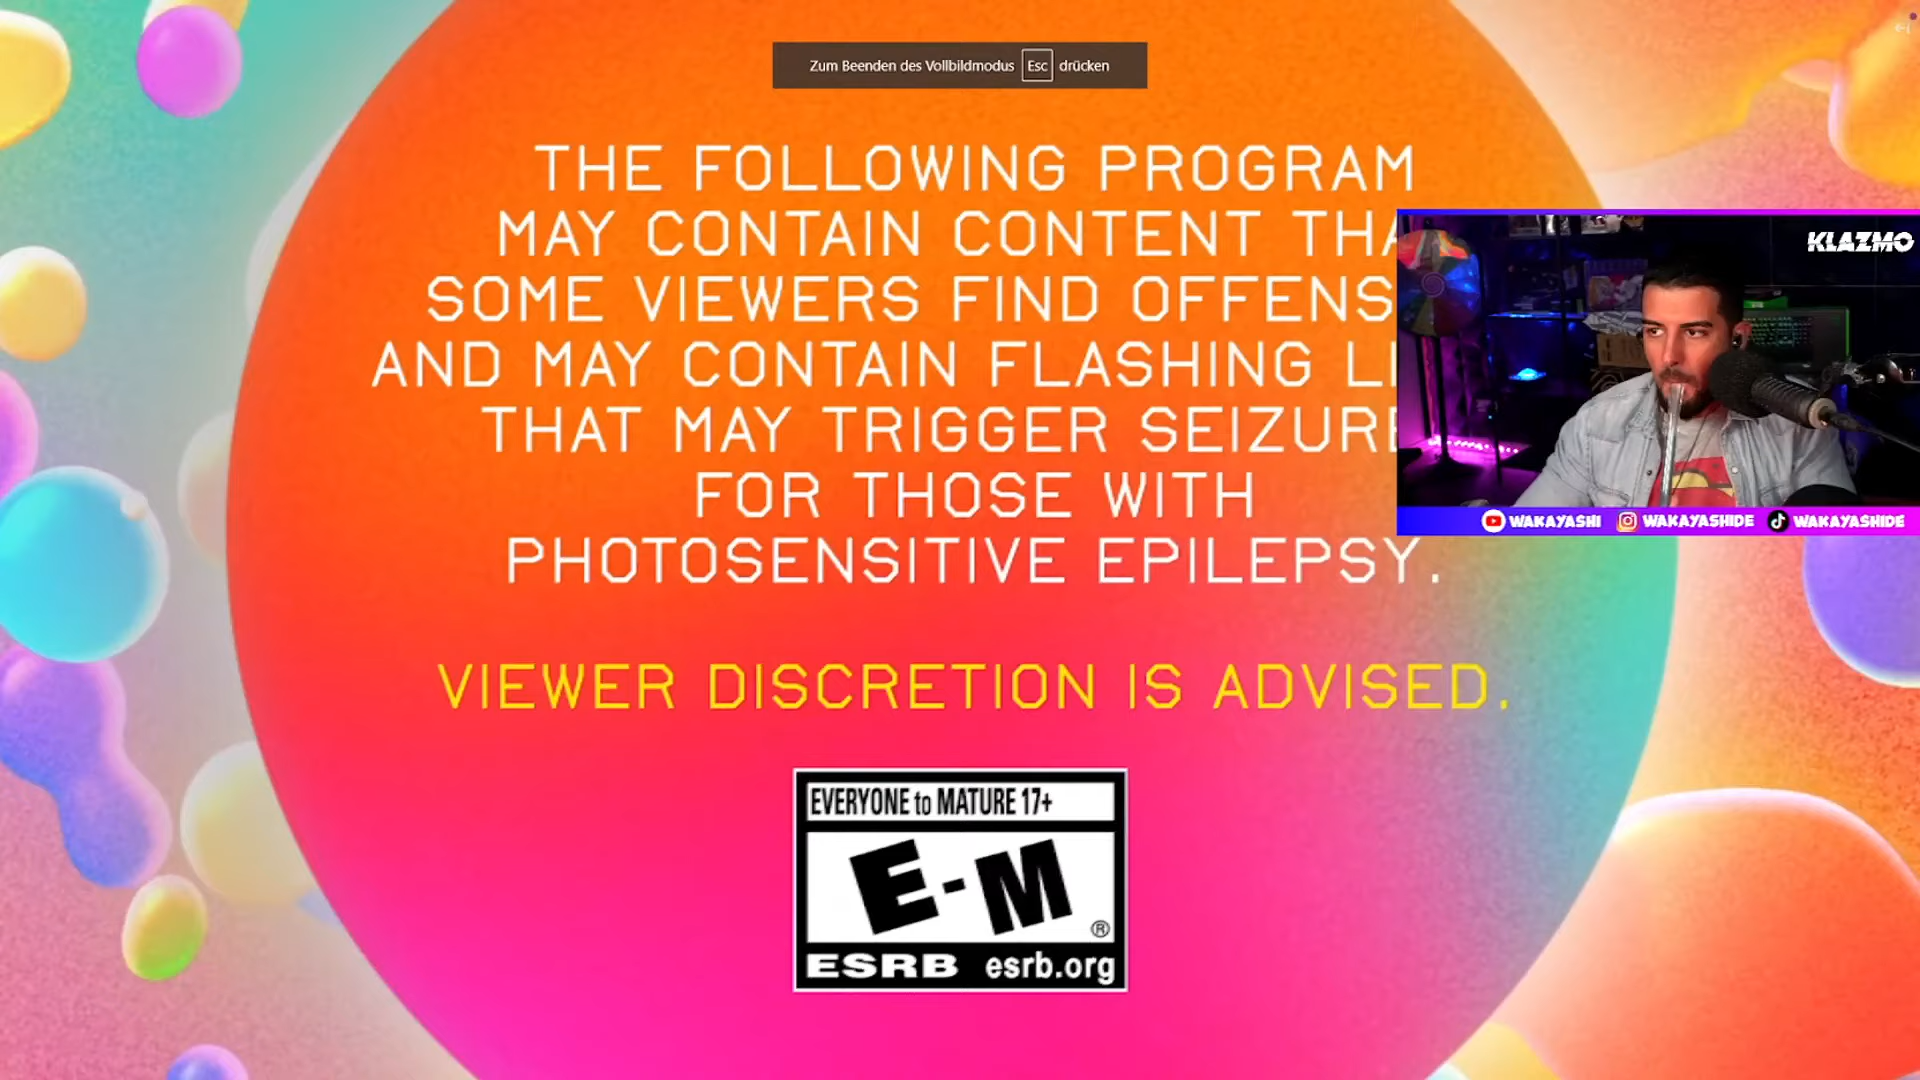 Zum Beenden des Vollbildmodus Esc drücken
THE FOLLOWING PROGRAM
MAY CONTAIN CONTENT
SOME VIEWERS FIND
AND MAY CONTAIN FLASHING
THAT MAY TRIGGER
FOR THOSE WITH
PHOTOSENSITIVE EPILEPSY.
VIEWER DISCRETION IS ADVISED.
EVERYONE to MATURE 17+
E-M
®
ESRB esrb.org
KLAZMO
WAKAYASHI WAKAYASHIDE WAKAYASHIDE